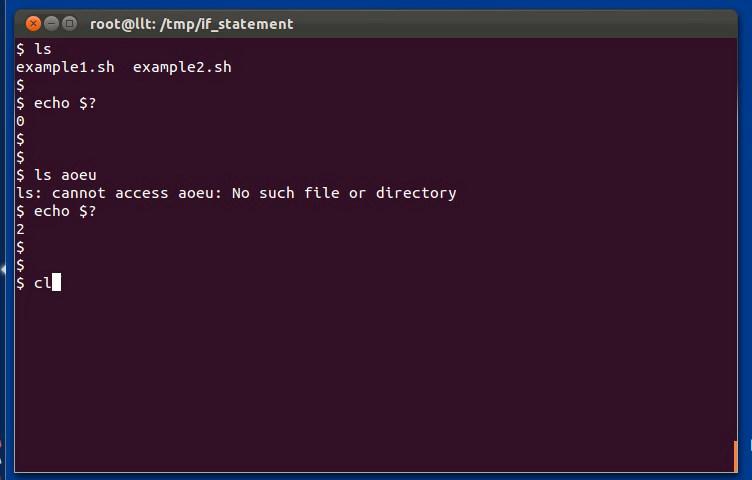 root@llt: /tmp/if_statement
$ ls
example1.sh  example2.sh
$
$ echo $?
0
$
$
$ ls aoeu
ls: cannot access aoeu: No such file or directory
$ echo $?
2
$
$
$ cl